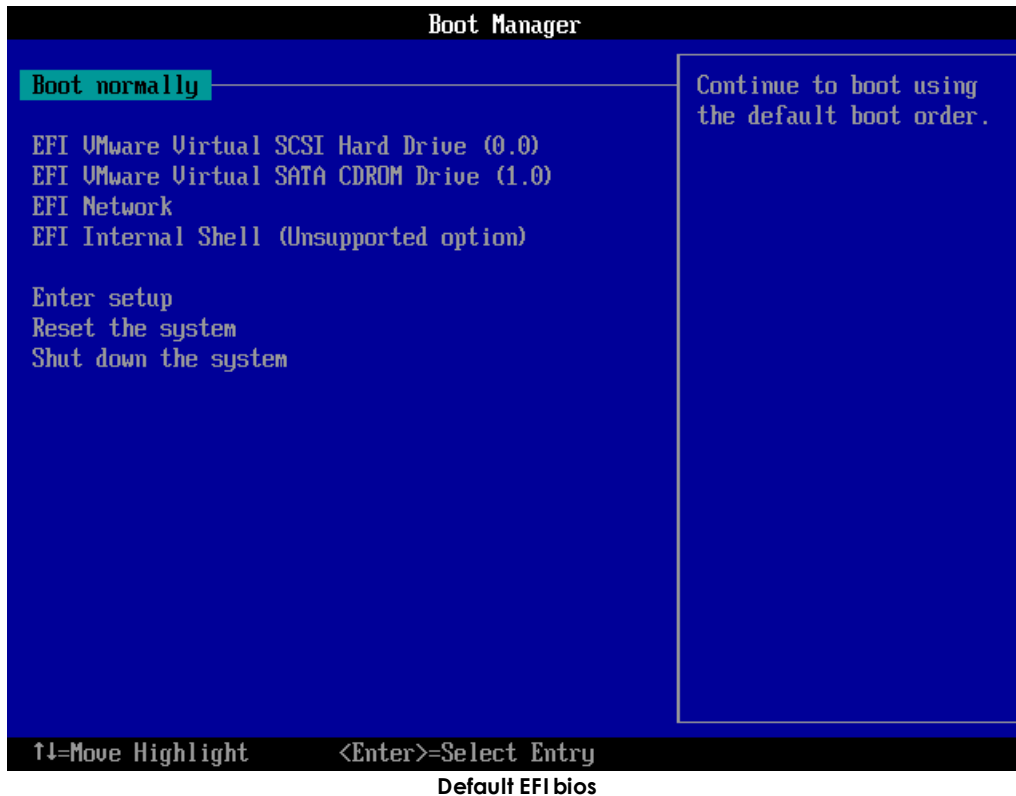 Boot Manager
Boot normally
Continue to boot using
the default boot order.
EFI VMware Virtual SCSI Hard Drive (0.0)
EFI VMware Virtual SATA CDROM Drive (1.0)
EFI Network
EFI Internal Shell (Unsupported option)
Enter setup
Reset the system
Shut down the system
↑↓=Move Highlight <Enter>=Select Entry
Default EFI bios